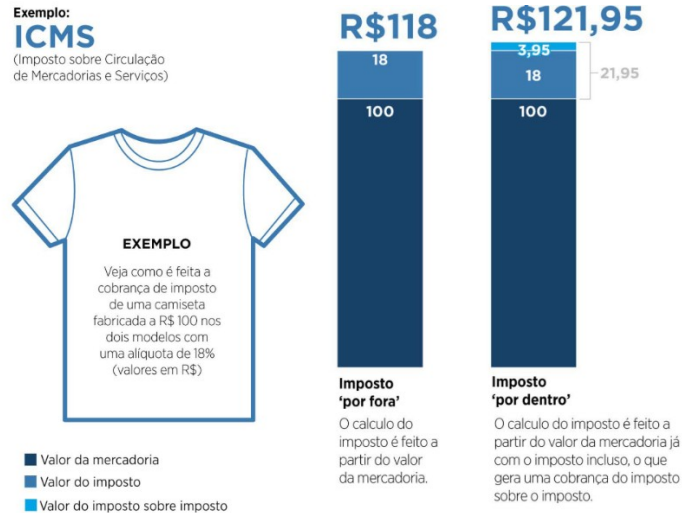 Exemplo:
ICMS
(Imposto sobre Circulação
de Mercadorias e Serviços)
EXEMPLO
Veja como é feita a
cobrança de imposto
de uma camiseta
fabricada a R$ 100 nos
dois modelos com
uma alíquota de 18%
(valores em R$)
Valor da mercadoria
Valor do imposto
Valor do imposto sobre imposto
R$118
18
100
Imposto
‘por fora’
O calculo do
imposto é feito a
partir do valor
da mercadoria.
R$121,95
3,95
18
21,95
100
Imposto
‘por dentro’
O calculo do imposto é feito a
partir do valor da mercadoria já
com o imposto incluso, o que
gera uma cobrança do imposto
sobre o imposto.